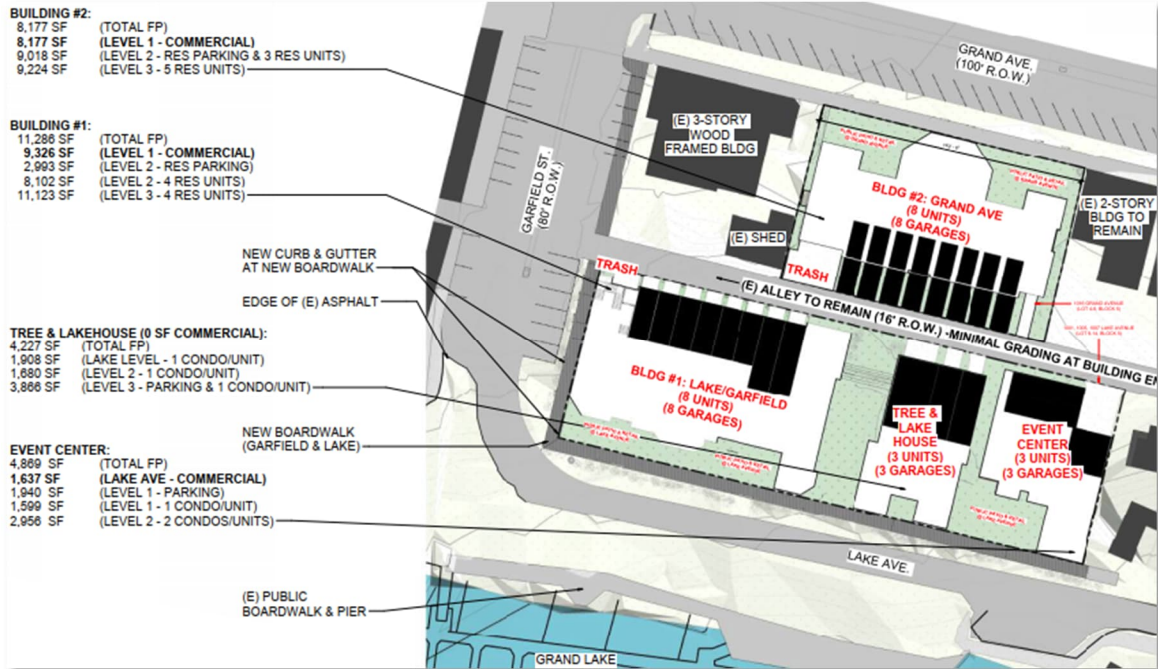 BUILDING #2:
8,177 SF (TOTAL FP)
8,177 SF (LEVEL 1 - COMMERCIAL)
9,018 SF (LEVEL 2 - RES PARKING & 3 RES UNITS)
9,224 SF (LEVEL 3 - 5 RES UNITS)
BUILDING #1:
11,286 SF (TOTAL FP)
9,326 SF (LEVEL 1 - COMMERCIAL)
2,993 SF (LEVEL 2 - RES PARKING)
8,102 SF (LEVEL 2 - 4 RES UNITS)
11,123 SF (LEVEL 3 - 4 RES UNITS)
NEW CURB & GUTTER
AT NEW BOARDWALK
EDGE OF (E) ASPHALT
TREE & LAKEHOUSE (0 SF COMMERCIAL):
4,227 SF (TOTAL FP)
1,908 SF (LAKE LEVEL - 1 CONDO/UNIT)
1,680 SF (LEVEL 2 - 1 CONDO/UNIT)
3,866 SF (LEVEL 3 - PARKING & 1 CONDO/UNIT)
NEW BOARDWALK
(GARFIELD & LAKE)
EVENT CENTER:
4,869 SF (TOTAL FP)
1,637 SF (LAKE AVE - COMMERCIAL)
1,940 SF (LEVEL 1 - PARKING)
1,599 SF (LEVEL 1 - 1 CONDO/UNIT)
2,956 SF (LEVEL 2 - 2 CONDOS/UNITS)
(E) PUBLIC
BOARDWALK & PIER
GRAND AVE.
(100' R.O.W.)
GARFIELD ST.
(80' R.O.W.)
(E) 3-STORY
WOOD
FRAMED BLDG
(E) SHED
BLDG #2: GRAND AVE
(8 UNITS)
(8 GARAGES)
(E) 2-STORY
BLDG TO
REMAIN
TRASH
TRASH
(E) ALLEY TO REMAIN (16' R.O.W.) -MINIMAL GRADING AT BUILDING EN
BLDG #1: LAKE/GARFIELD
(8 UNITS)
(8 GARAGES)
TREE &
LAKE
HOUSE
(3 UNITS)
(3 GARAGES)
EVENT
CENTER
(3 UNITS)
(3 GARAGES)
LAKE AVE.
GRAND LAKE